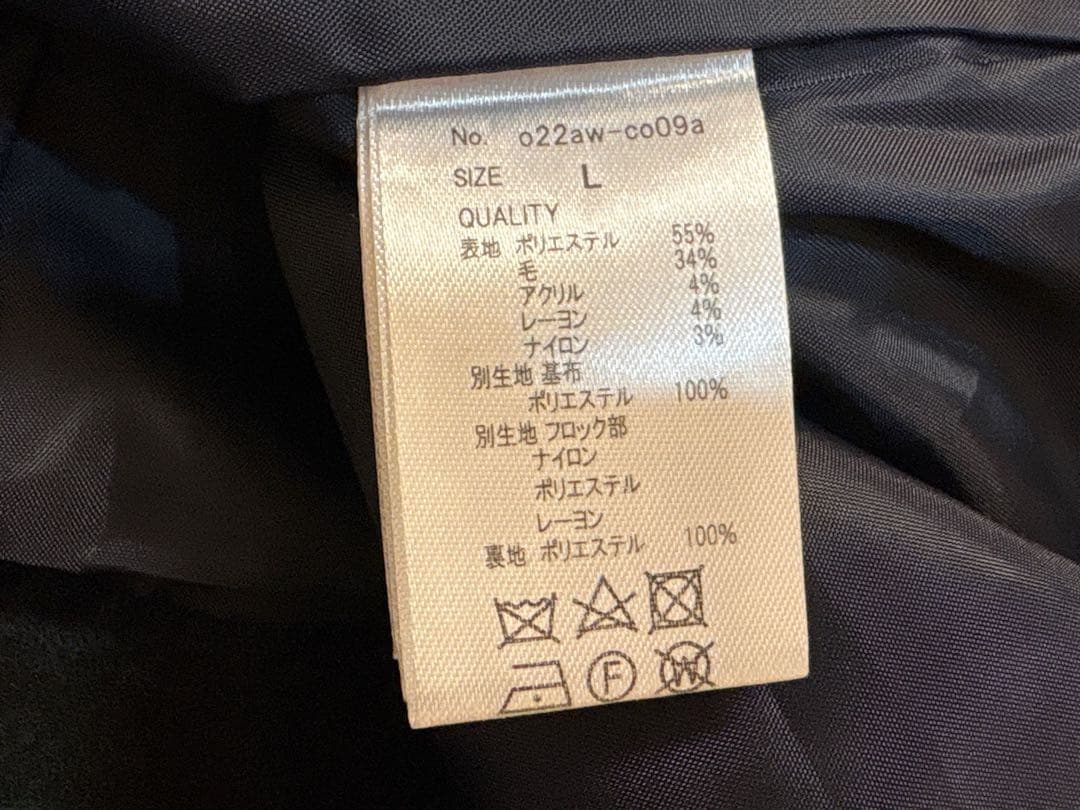 No. o22aw-co09a
SIZE L
QUALITY
表地 ポリエステル 55%
毛 34%
アクリル 4%
レーヨン 4%
ナイロン 3%
別生地 基布
ポリエステル 100%
別生地 フロック部
ナイロン
ポリエステル
レーヨン
裏地 ポリエステル 100%
F W